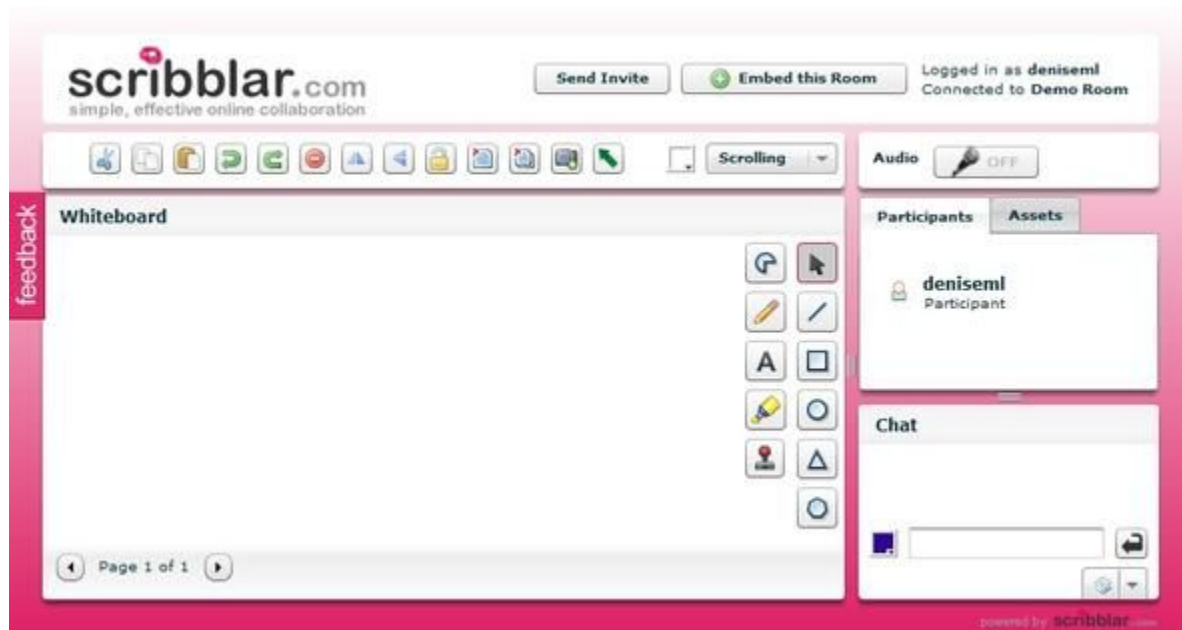 scribblar.com
simple, effective online collaboration
Send Invite
Embed this Room
Logged in as deniseml
Connected to Demo Room
Scrolling
Audio
OFF
feedback
Whiteboard
Participants
Assets
deniseml
Participant
A
Chat
Page 1 of 1
powered by scribblar.com